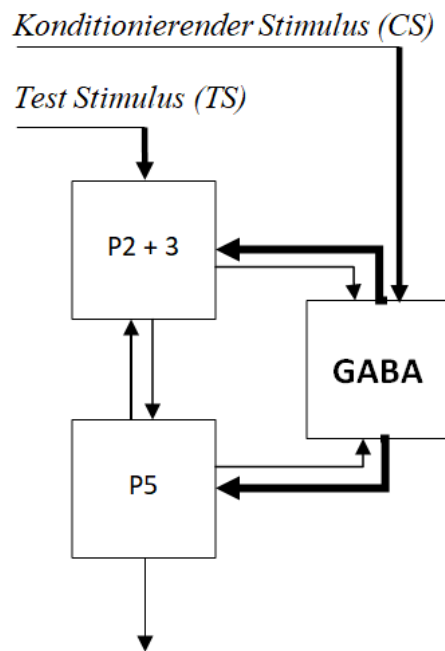 Konditionierender Stimulus (CS)
Test Stimulus (TS)
P2 + 3
GABA
P5